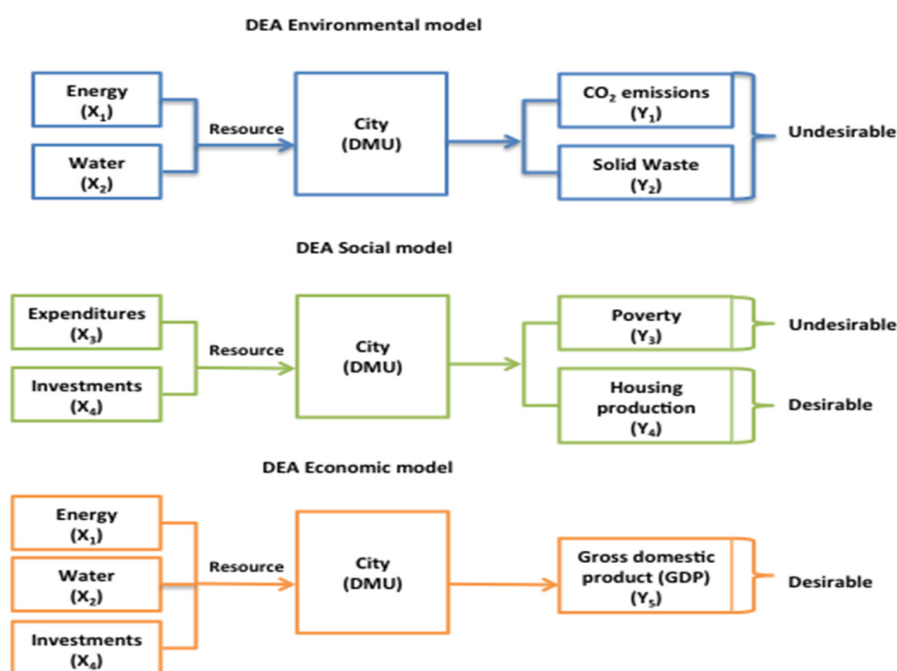 DEA Environmental model
Energy
(X₁)
Water
(X₂)
Resource
City
(DMU)
CO₂ emissions
(Y₁)
Solid Waste
(Y₂)
Undesirable
DEA Social model
Expenditures
(X₃)
Investments
(X₄)
Resource
City
(DMU)
Poverty
(Y₃)
Undesirable
Housing
production
(Y₄)
Desirable
DEA Economic model
Energy
(X₁)
Water
(X₂)
Investments
(X₄)
Resource
City
(DMU)
Gross domestic
product (GDP)
(Y₅)
Desirable